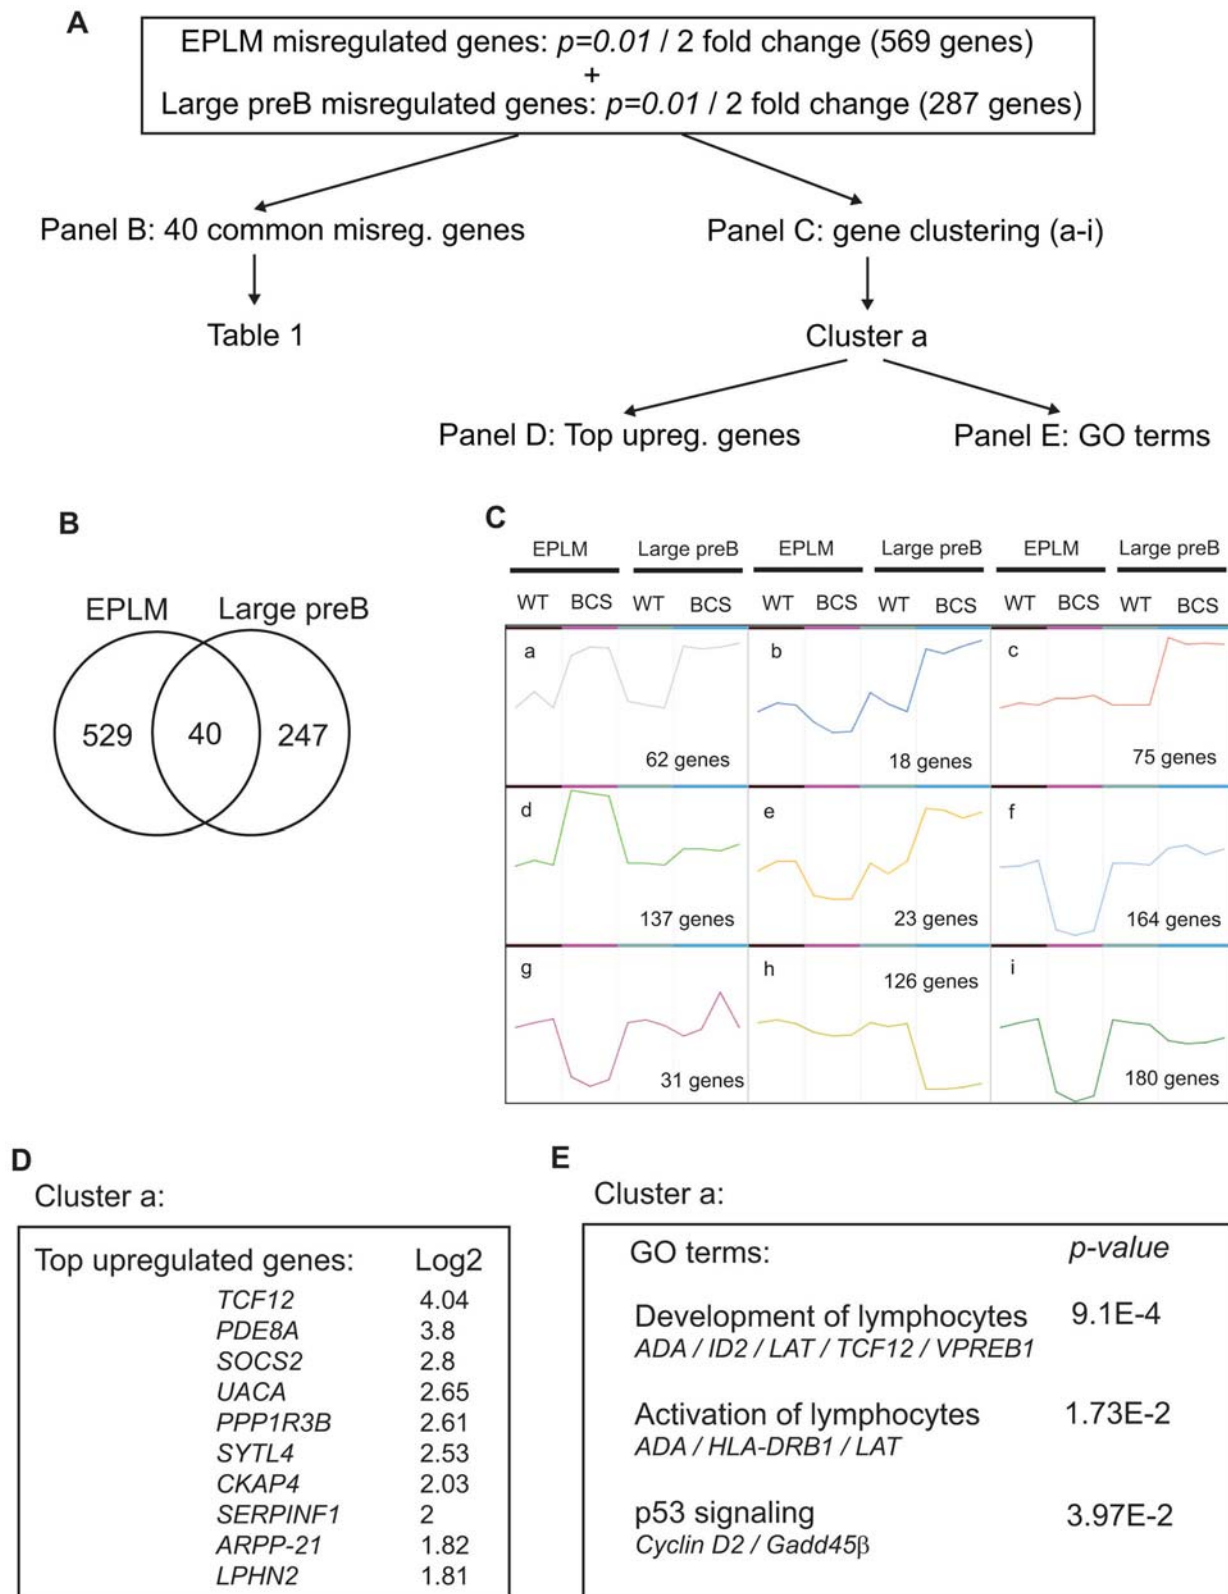 A
EPLM misregulated genes: p=0.01 / 2 fold change (569 genes)
+
Large preB misregulated genes: p=0.01 / 2 fold change (287 genes)
Panel B: 40 common misreg. genes
Panel C: gene clustering (a-i)
Table 1
Cluster a
Panel D: Top upreg. genes
Panel E: GO terms
B
EPLM Large preB
529 40 247
C
EPLM Large preB EPLM Large preB EPLM Large preB
WT BCS WT BCS WT BCS WT BCS WT BCS WT BCS
a b c
62 genes 18 genes 75 genes
d e f
137 genes 23 genes 164 genes
g h 126 genes i
31 genes 180 genes
D
Cluster a:
Top upregulated genes: Log2
TCF12 4.04
PDE8A 3.8
SOCS2 2.8
UACA 2.65
PPP1R3B 2.61
SYTL4 2.53
CKAP4 2.03
SERPINF1 2
ARPP-21 1.82
LPHN2 1.81
E
Cluster a:
GO terms: p-value
Development of lymphocytes 9.1E-4
ADA / ID2 / LAT / TCF12 / VPREB1
Activation of lymphocytes 1.73E-2
ADA / HLA-DRB1 / LAT
p53 signaling 3.97E-2
Cyclin D2 / Gadd45β